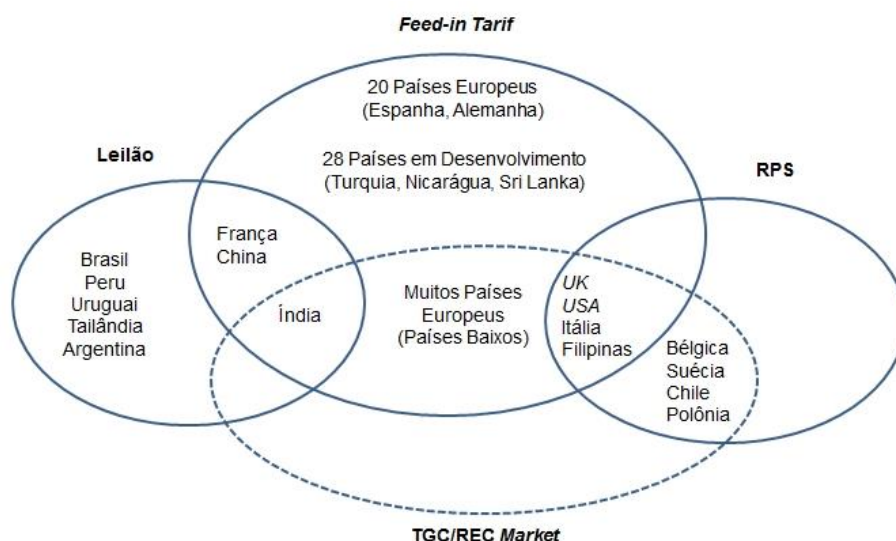 Feed-in Tarif
20 Países Europeus
(Espanha, Alemanha)
28 Países em Desenvolvimento
(Turquia, Nicarágua, Sri Lanka)
Leilão
RPS
França
China
Brasil
Peru
Uruguai
Tailândia
Argentina
Índia
Muitos Países
Europeus
(Países Baixos)
UK
USA
Itália
Filipinas
Bélgica
Suécia
Chile
Polônia
TGC/REC Market